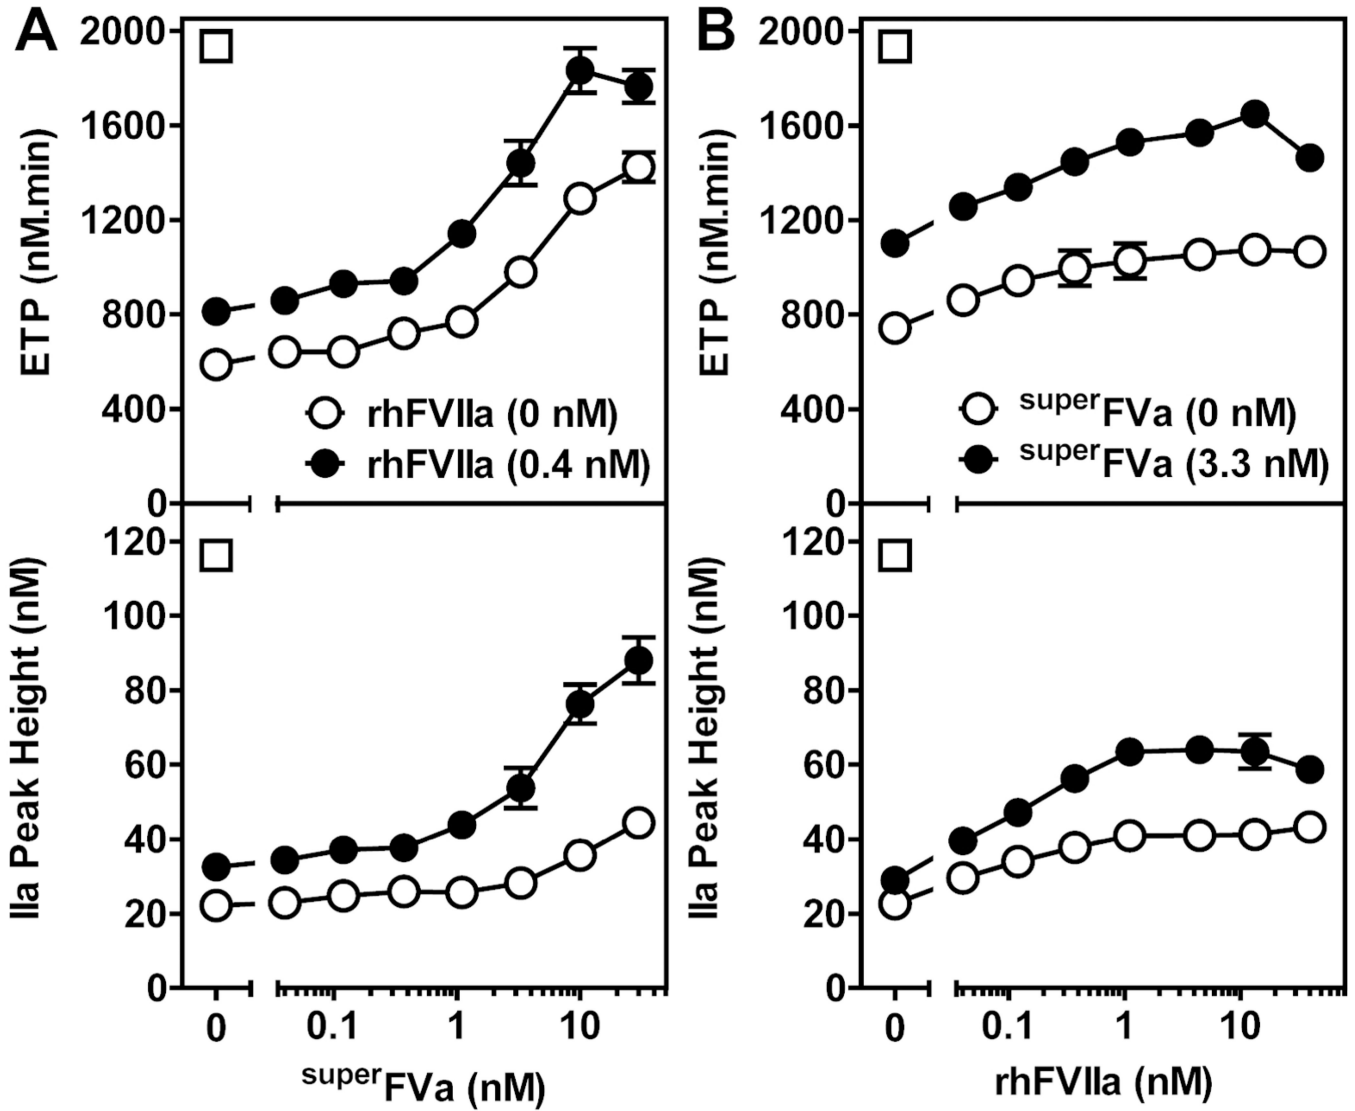 A
2000
1600
1200
800
400
0
ETP (nM.min)
rhFVIIa (0 nM)
rhFVIIa (0.4 nM)
120
100
80
60
40
20
0
IIa Peak Height (nM)
0 0.1 1 10
superFVa (nM)
B
2000
1600
1200
800
400
0
ETP (nM.min)
superFVa (0 nM)
superFVa (3.3 nM)
120
100
80
60
40
20
0
IIa Peak Height (nM)
0 0.1 1 10
rhFVIIa (nM)